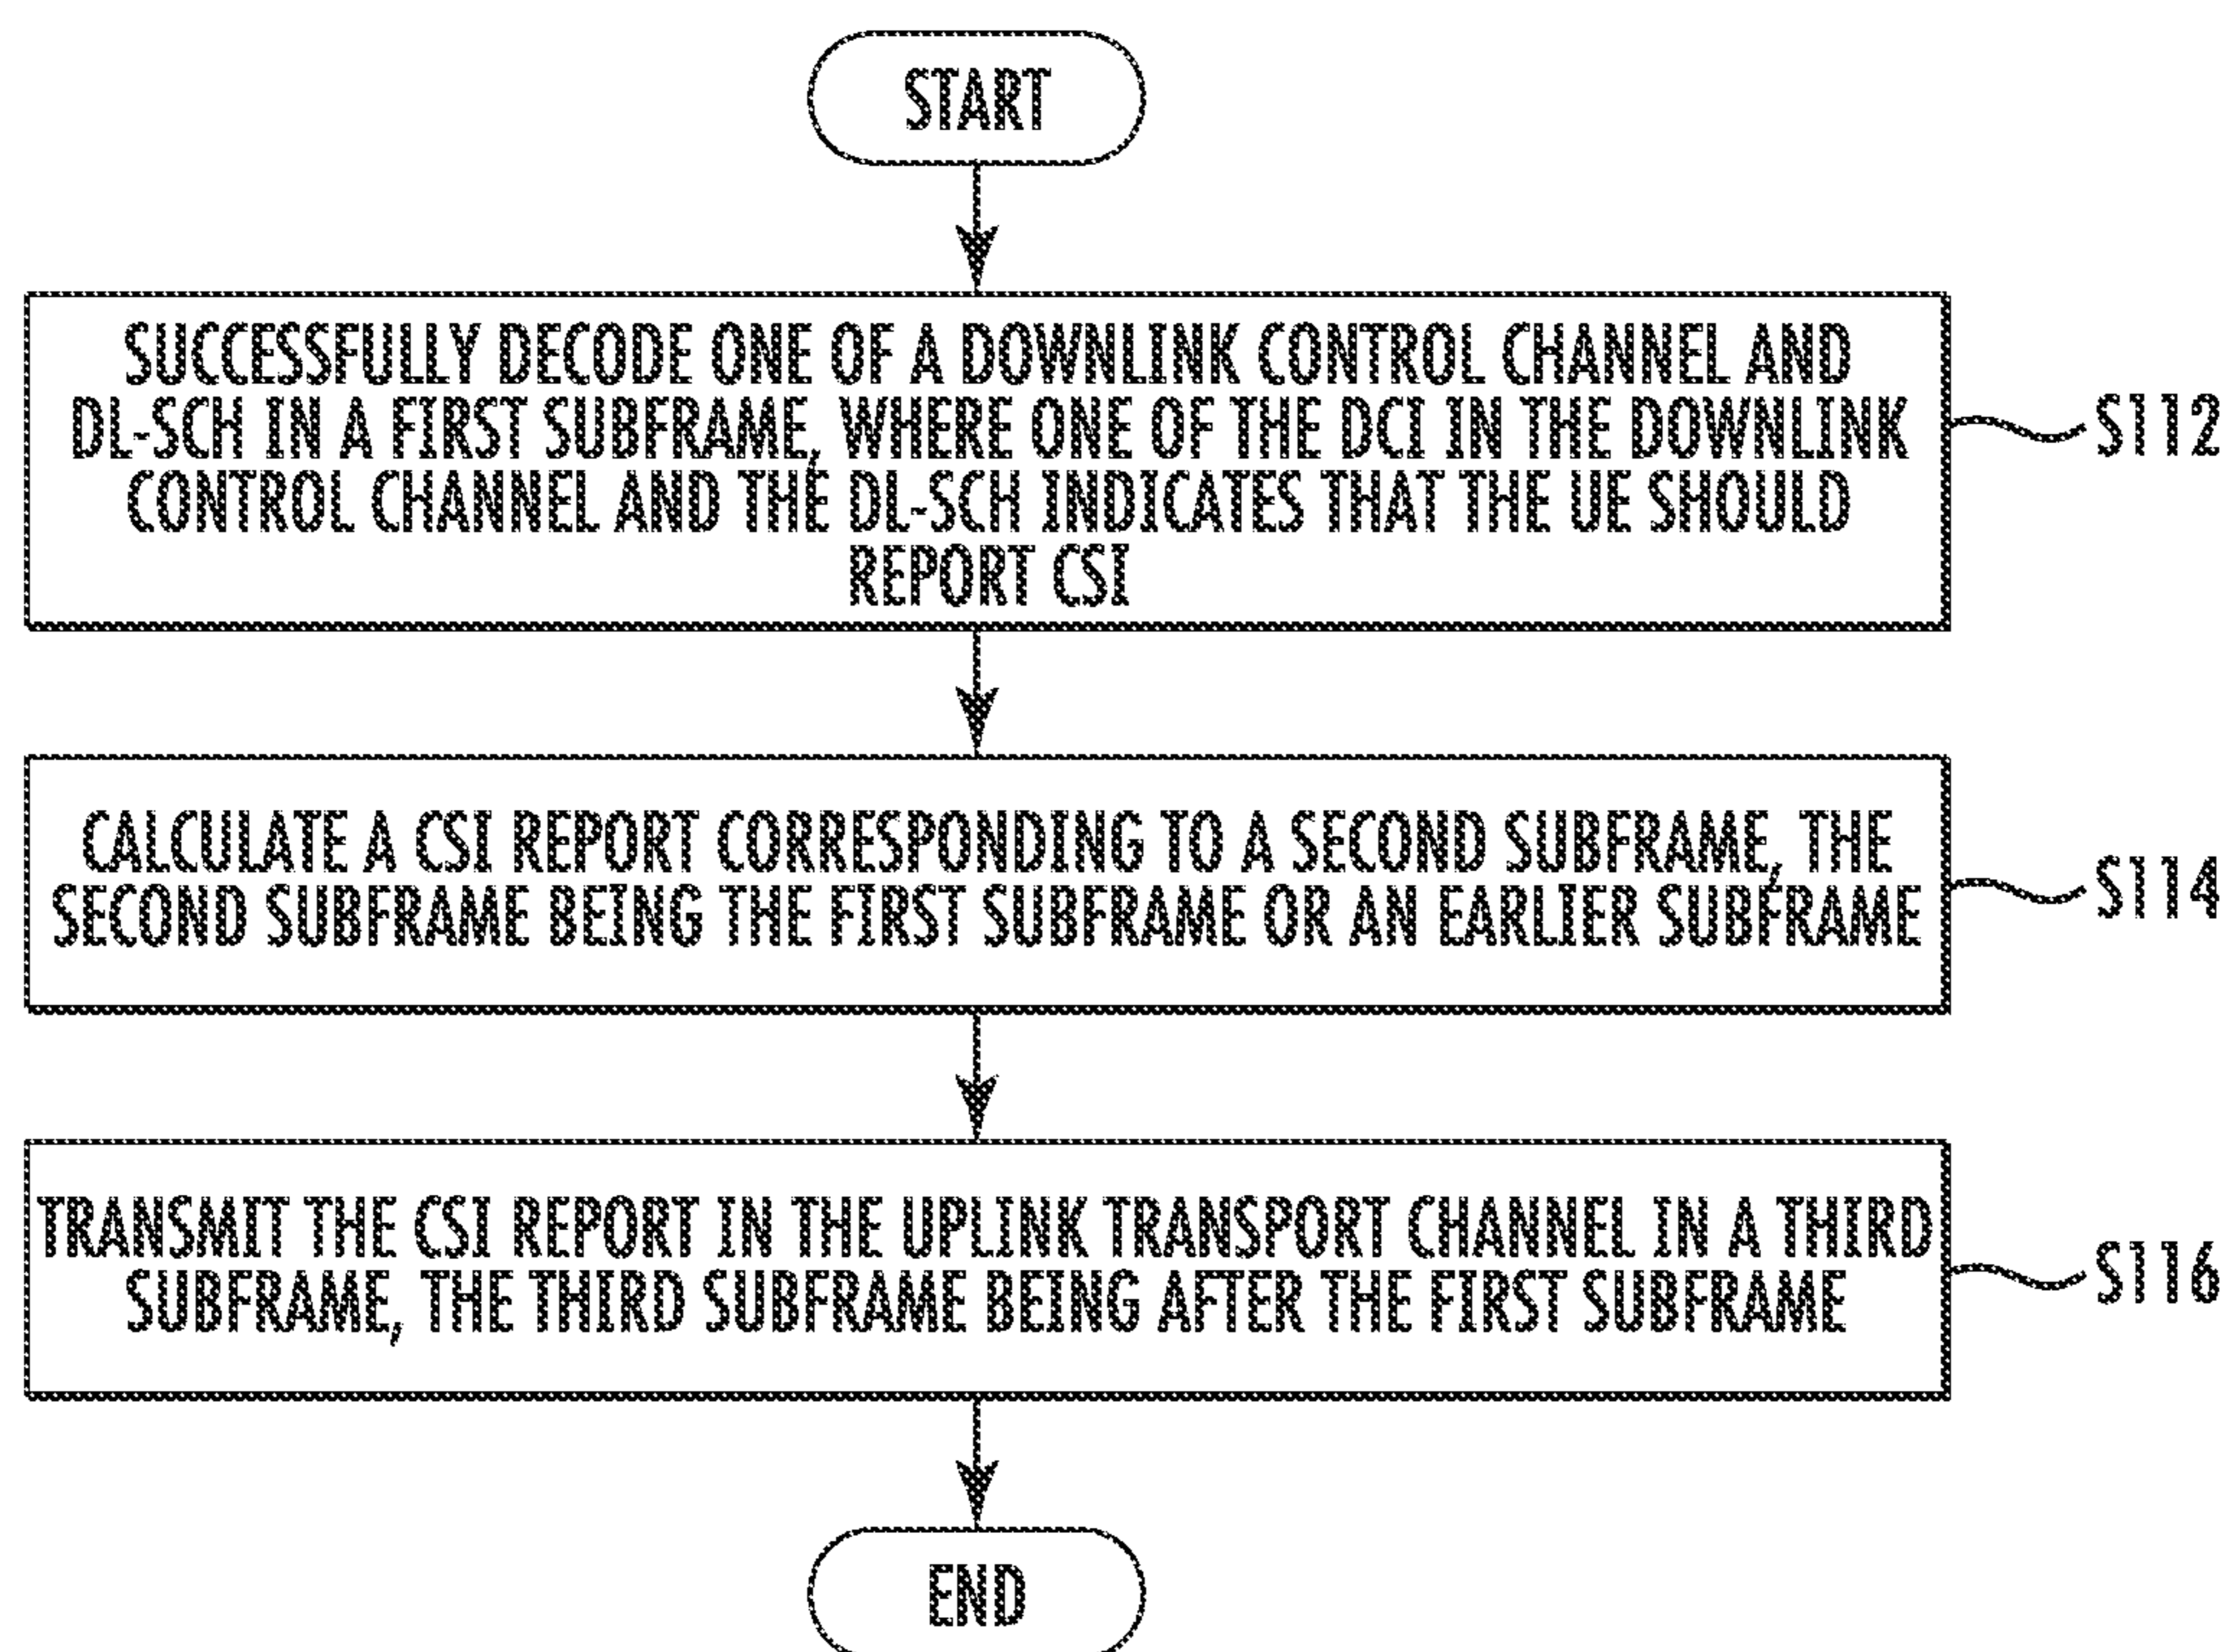 START
SUCCESSFULLY DECODE ONE OF A DOWNLINK CONTROL CHANNEL AND
DL-SCH IN A FIRST SUBFRAME, WHERE ONE OF THE DCI IN THE DOWNLINK
CONTROL CHANNEL AND THE DL-SCH INDICATES THAT THE UE SHOULD
REPORT CSI
S112
CALCULATE A CSI REPORT CORRESPONDING TO A SECOND SUBFRAME, THE
SECOND SUBFRAME BEING THE FIRST SUBFRAME OR AN EARLIER SUBFRAME
S114
TRANSMIT THE CSI REPORT IN THE UPLINK TRANSPORT CHANNEL IN A THIRD
SUBFRAME, THE THIRD SUBFRAME BEING AFTER THE FIRST SUBFRAME
S116
END